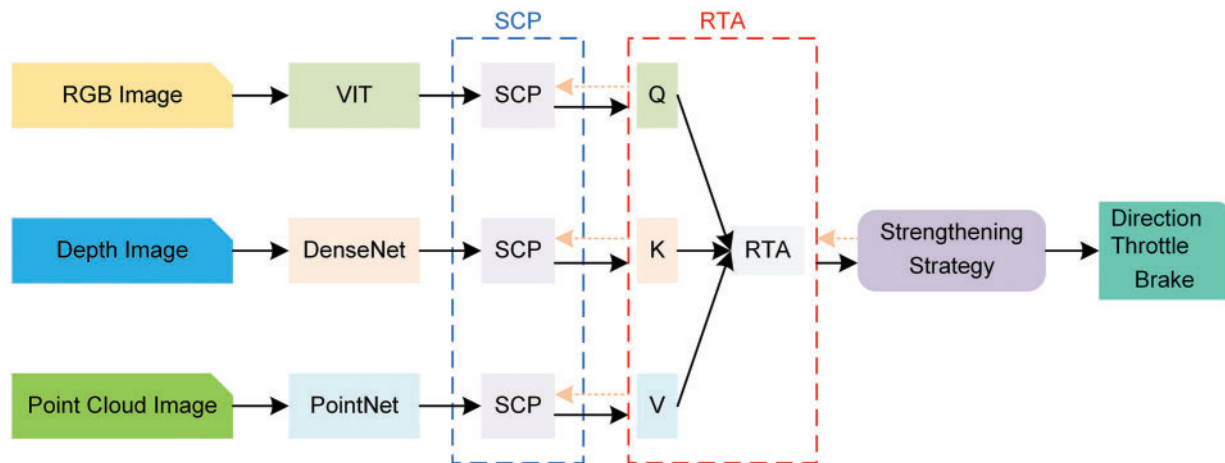 SCP
RTA
RGB Image
VIT
SCP
Q
Depth Image
DenseNet
SCP
K
RTA
Strengthening
Strategy
Direction
Throttle
Brake
Point Cloud Image
PointNet
SCP
V